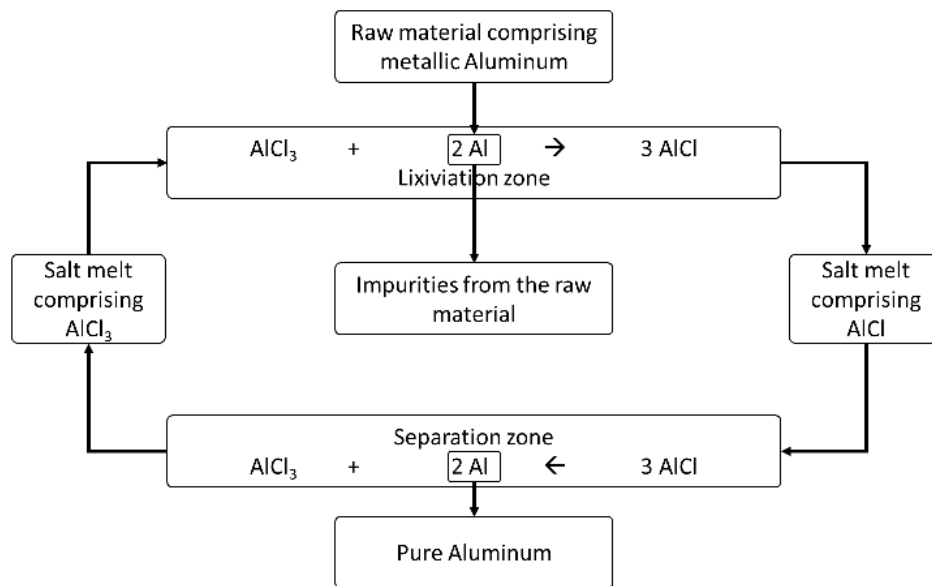 Raw material comprising
metallic Aluminum
AlCl₃ + 2 Al → 3 AlCl
Lixiviation zone
Salt melt
comprising
AlCl₃
Impurities from the raw
material
Salt melt
comprising
AlCl
Separation zone
AlCl₃ + 2 Al ← 3 AlCl
Pure Aluminum